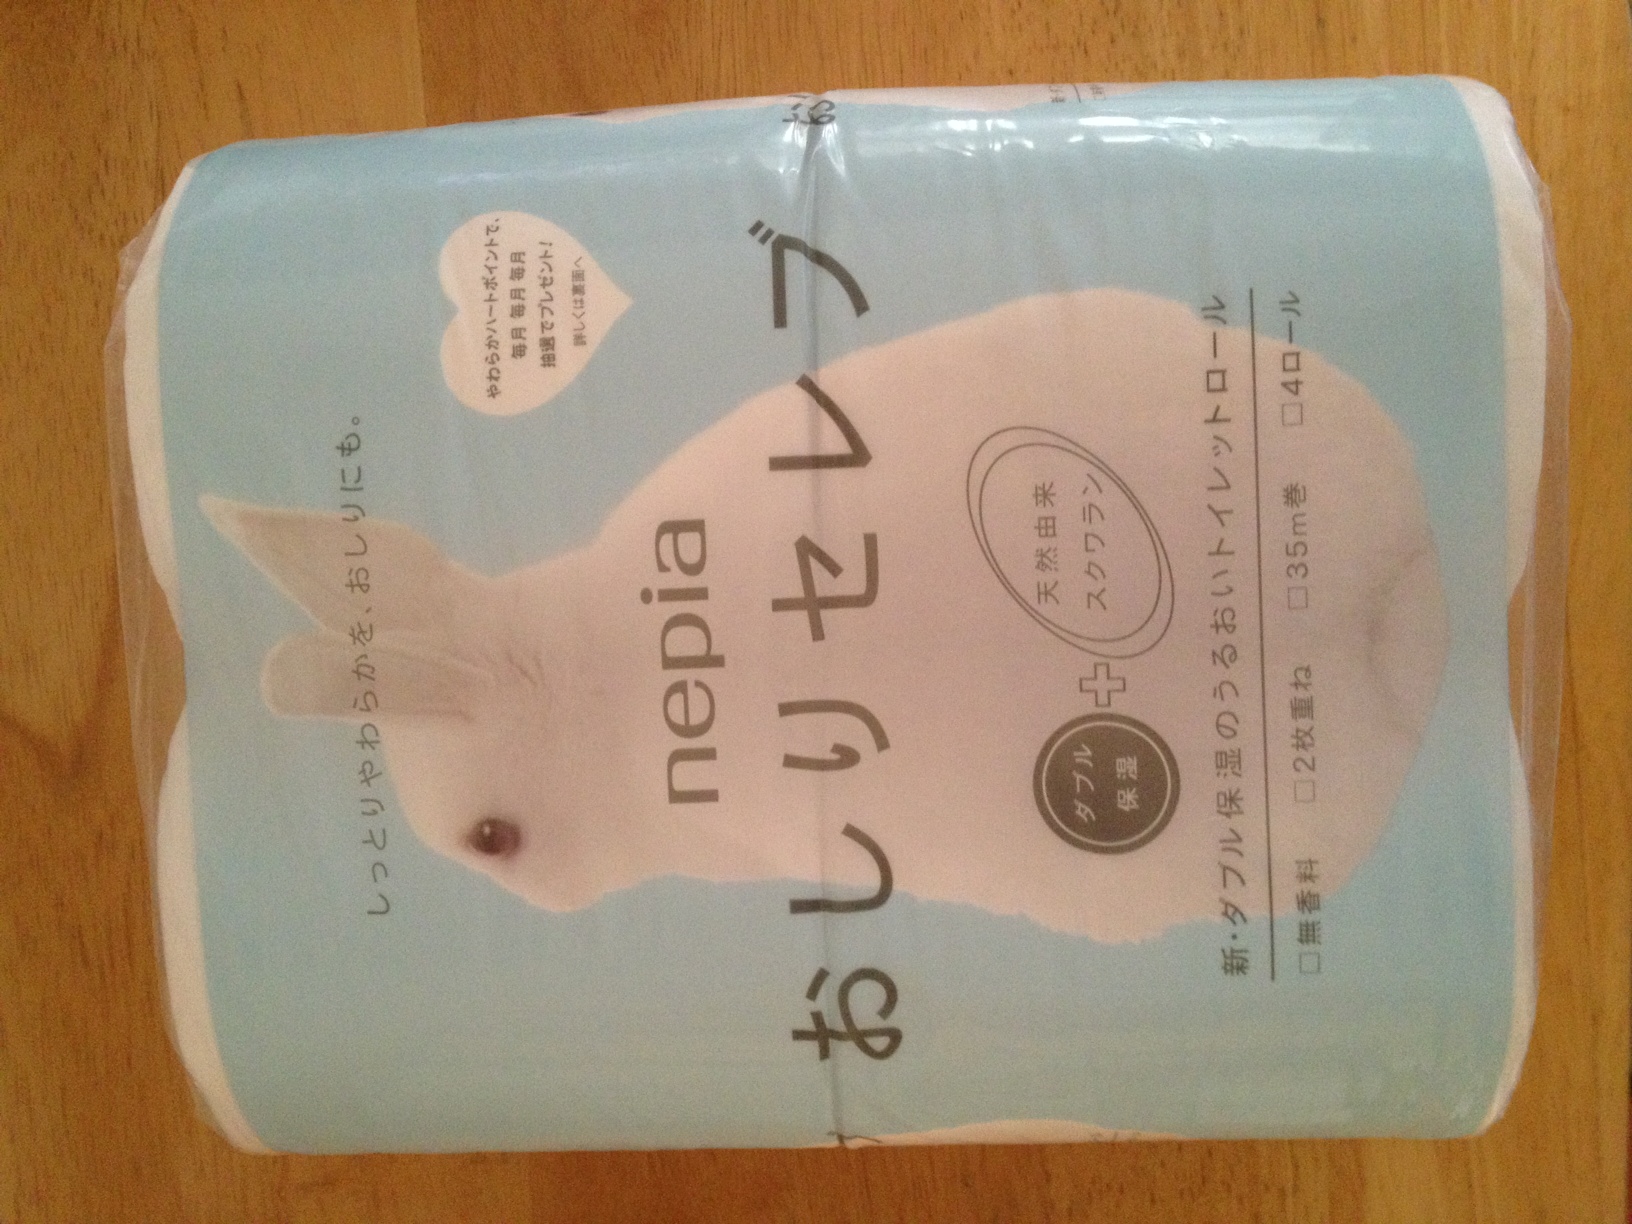 しっとりやわらかを、おしりにも。
やわらかハートポイントで、
毎月 毎月 毎月
抽選でプレゼント!
詳しくは裏面へ
nepia
おしりセレブ
ダブル
保湿
天然由来
スクワラン
新・ダブル保湿のうるおいトイレットロール
□無香料 □2枚重ね □35m巻 □4ロール